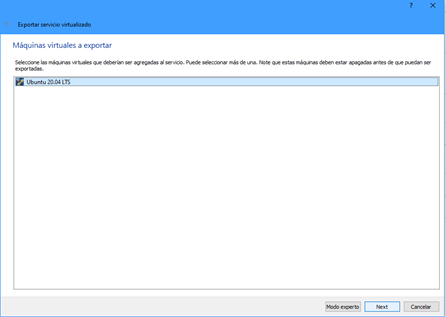 ?
Exportar servicio virtualizado
Máquinas virtuales a exportar
Seleccione las máquinas virtuales que deberían ser agregadas al servicio. Puede seleccionar más de una. Note que estas máquinas deben estar apagadas antes de que puedan ser
exportadas.
Ubuntu 20.04 LTS
Modo experto Next Cancelar